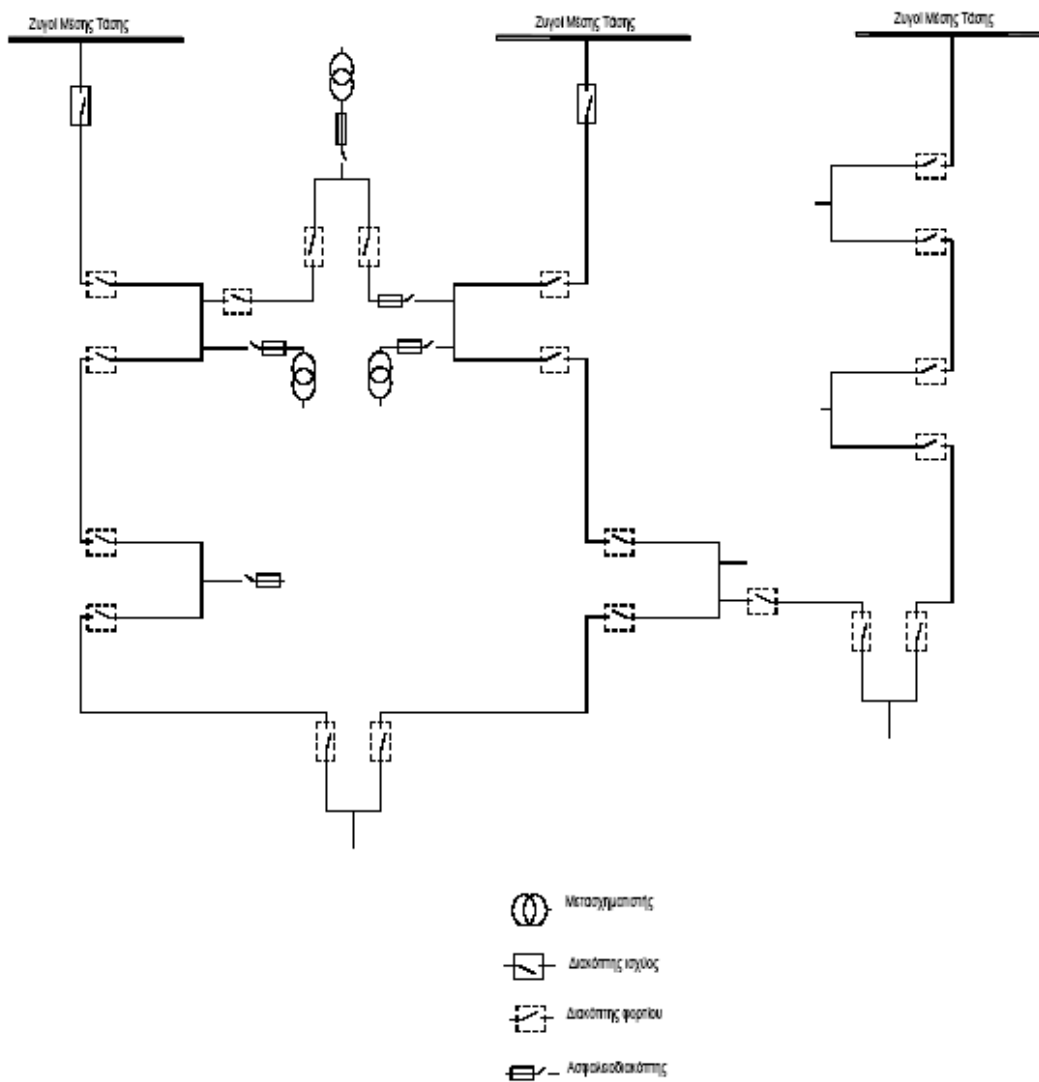 Ζυγοί Μέσης Τάσης
Ζυγοί Μέσης Τάσης
Ζυγοί Μέσης Τάσης
Μετασχηματιστής
Διακόπτης ισχύος
Διακόπτης φορτίου
Ασφαλειοδιακόπτης